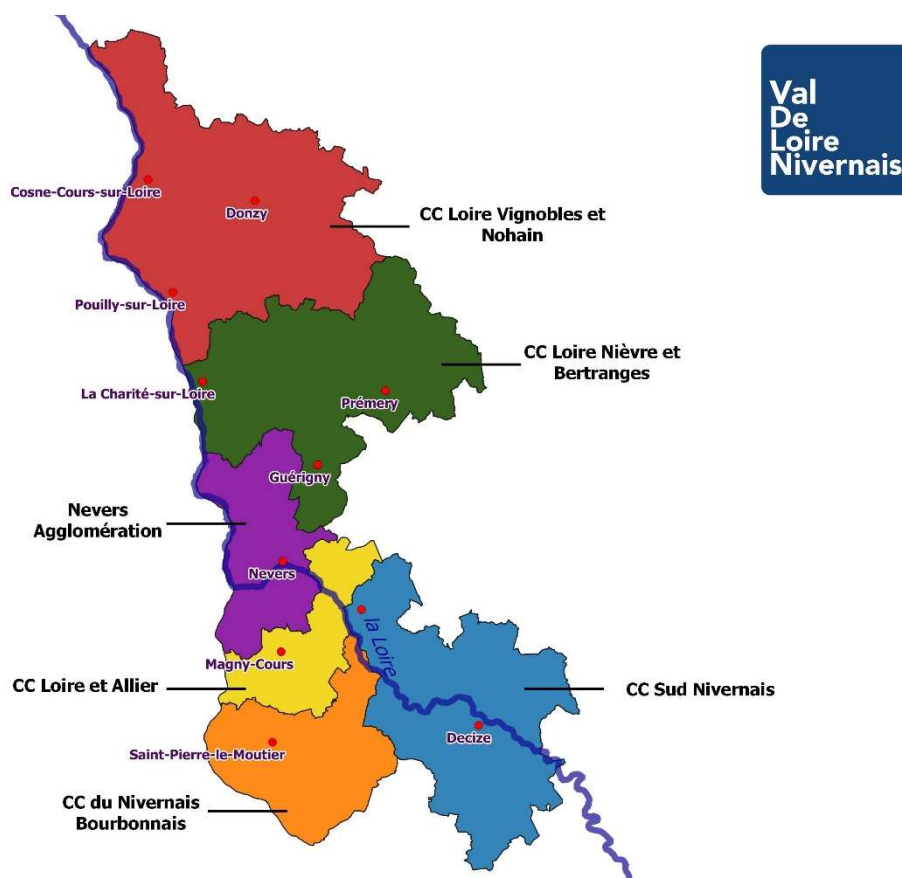 Val
De
Loire
Nivernais
Cosne-Cours-sur-Loire
Donzy
CC Loire Vignobles et
Nohain
Pouilly-sur-Loire
CC Loire Nièvre et
Bertranges
La Charité-sur-Loire
Prémery
Guérigny
Nevers
Agglomération
Nevers
la Loire
Magny-Cours
CC Loire et Allier
CC Sud Nivernais
Decize
Saint-Pierre-le-Moutier
CC du Nivernais
Bourbonnais